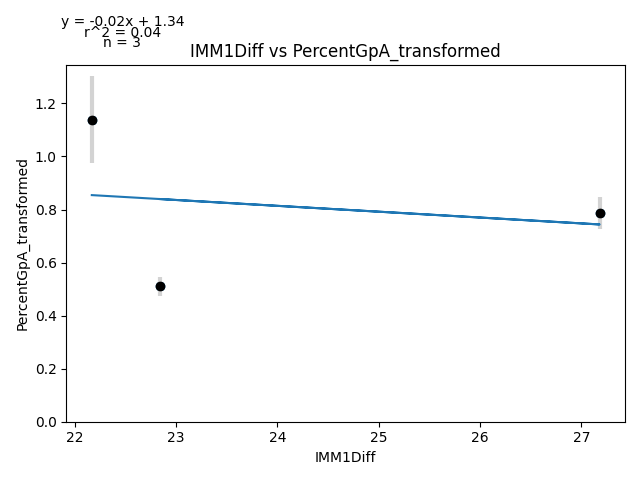 y = -0.02x + 1.34
r^2 = 0.04
n = 3
IMM1Diff vs PercentGpA_transformed
PercentGpA_transformed
1.2
1.0
0.8
0.6
0.4
0.2
0.0
22
23
24
25
26
27
IMM1Diff